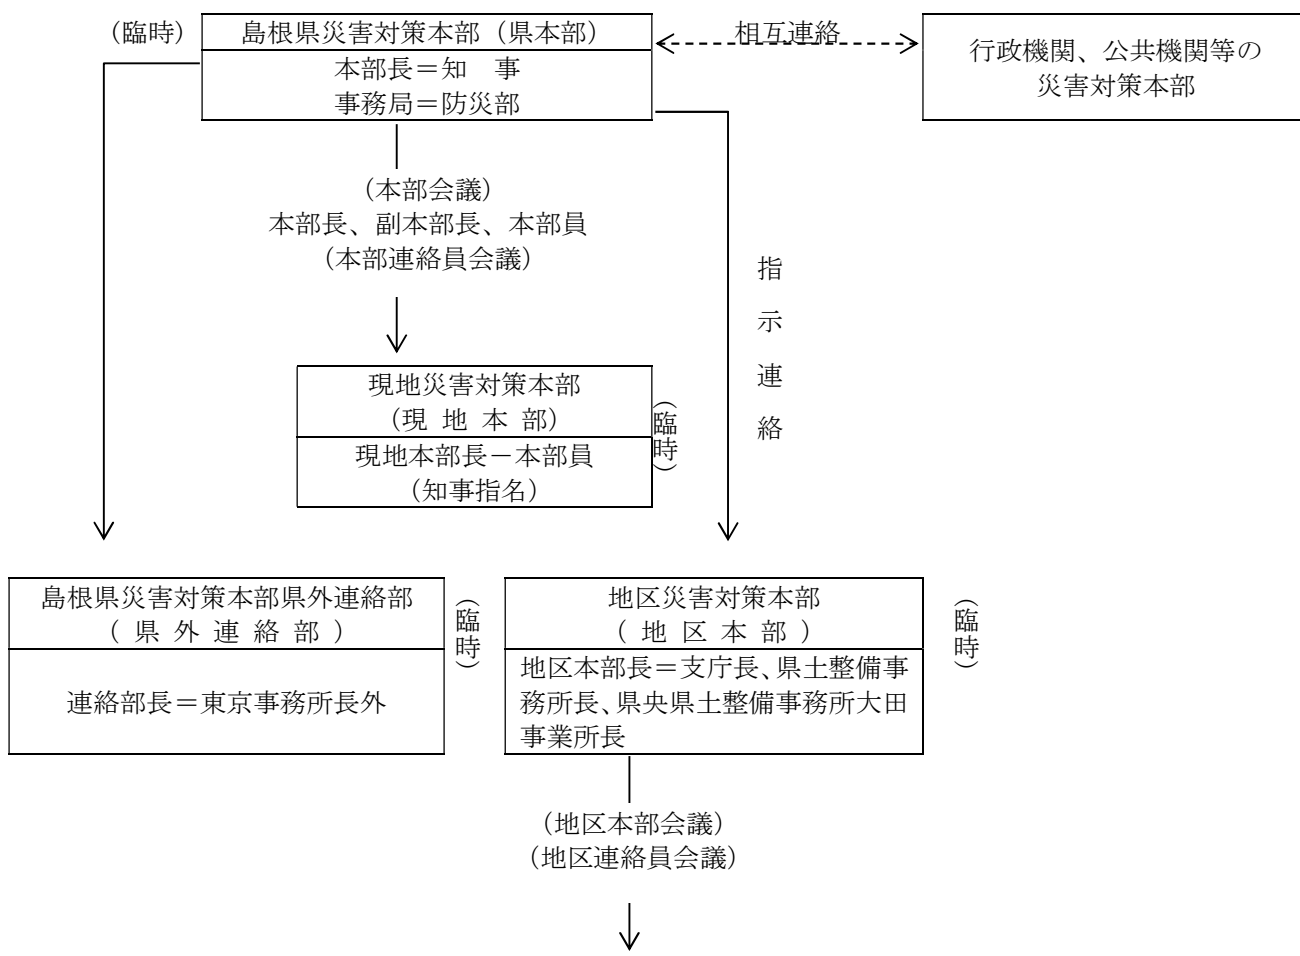 （臨時）
島根県災害対策本部（県本部）
本部長＝知　事
事務局＝防災部
相互連絡
行政機関、公共機関等の
災害対策本部
（本部会議）
本部長、副本部長、本部員
（本部連絡員会議）
指示連絡
現地災害対策本部
（現 地 本 部）
現地本部長－本部員
（知事指名）
（臨時）
島根県災害対策本部県外連絡部
（ 県 外 連 絡 部 ）
連絡部長＝東京事務所長外
（臨時）
地区災害対策本部
（ 地 区 本 部 ）
地区本部長＝支庁長、県土整備事
務所長、県央県土整備事務所大田
事業所長
（臨時）
（地区本部会議）
（地区連絡員会議）